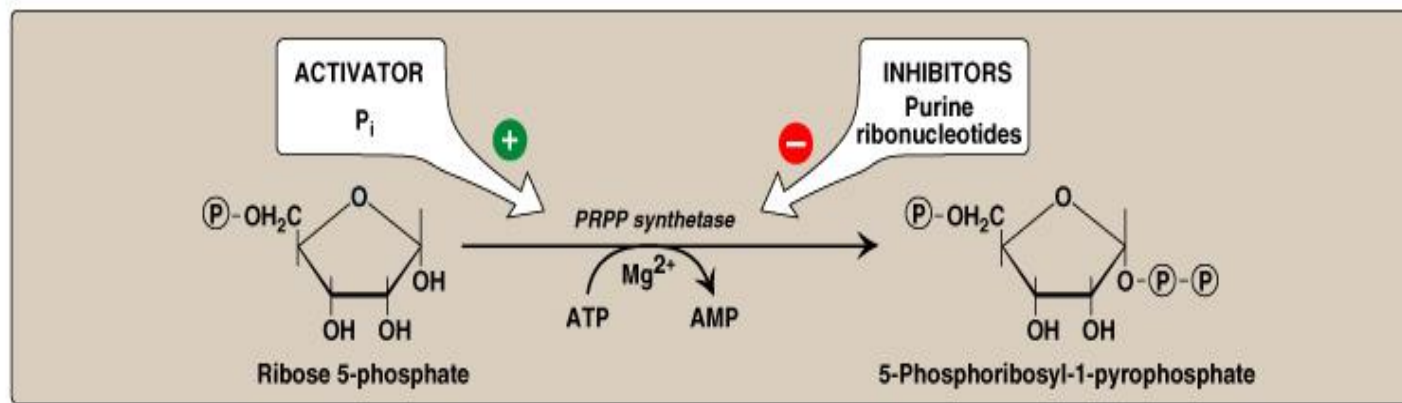 ACTIVATOR
Pi
+
INHIBITORS
Purine
ribonucleotides
−
P-OH2C
O
OH
OH OH
Ribose 5-phosphate
PRPP synthetase
Mg2+
ATP AMP
P-OH2C
O
O-P-P
OH OH
5-Phosphoribosyl-1-pyrophosphate